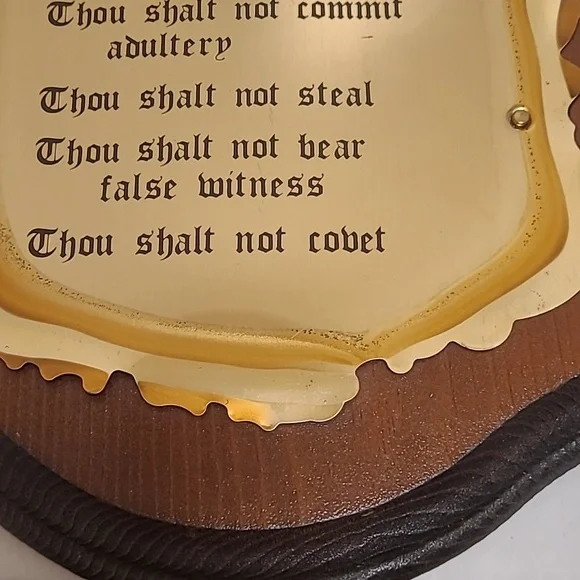 Thou shalt not commit
adultery
Thou shalt not steal
Thou shalt not bear
false witness
Thou shalt not covet